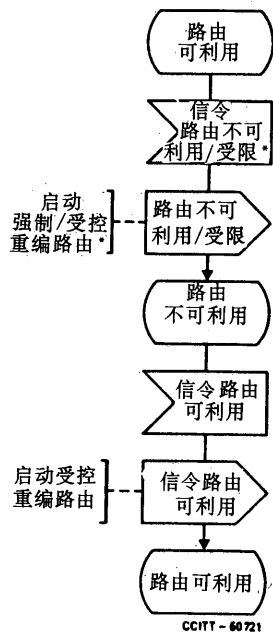 路由
可利用
信令
路由不可
利用/受限*
启动
强制/受控
重编路由*
路由不可
利用/受限
路由
不可利用
信令路由
可利用
启动受控
重编路由
信令路由
可利用
路由可利用
CCITT-60721